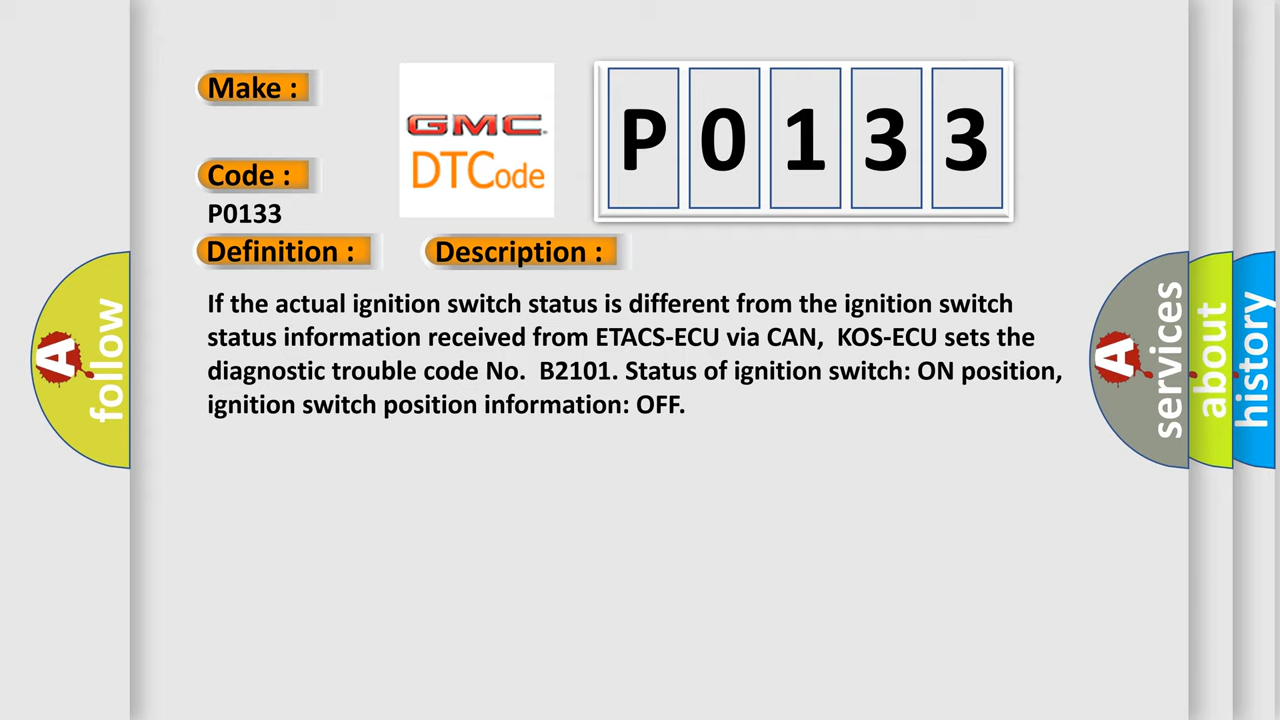 Make :
GMC
DTCode
P0133
Code :
P0133
Definition :
Description :
If the actual ignition switch status is different from the ignition switch
status information received from ETACS-ECU via CAN, KOS-ECU sets the
diagnostic trouble code No. B2101. Status of ignition switch: ON position,
ignition switch position information: OFF.
A
follow
A
services
about
history